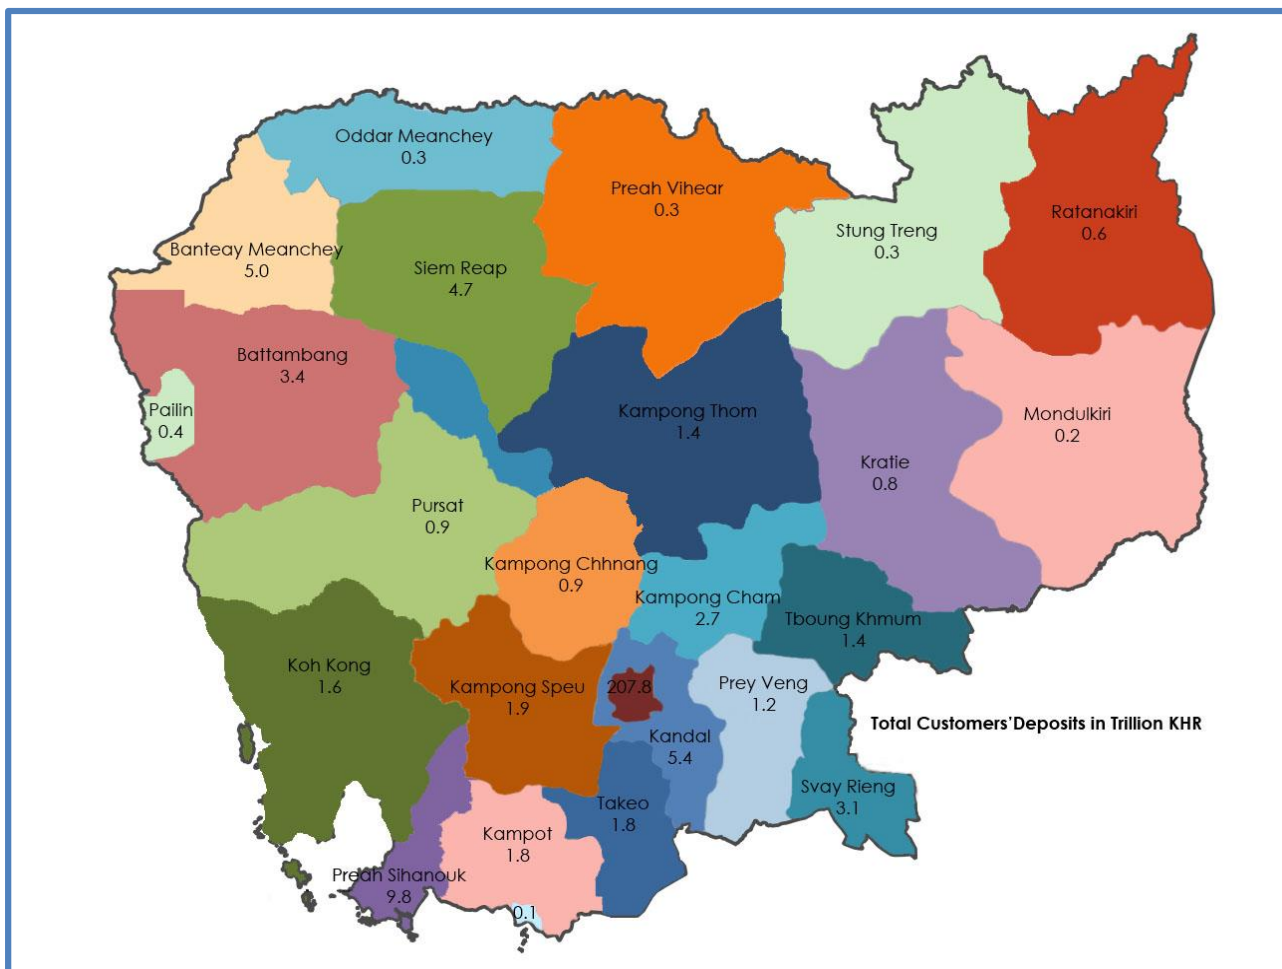 Oddar Meanchey
0.3
Preah Vihear
0.3
Stung Treng
0.3
Ratanakiri
0.6
Banteay Meanchey
5.0
Siem Reap
4.7
Battambang
3.4
Pailin
0.4
Kampong Thom
1.4
Mondulkiri
0.2
Kratie
0.8
Pursat
0.9
Kampong Chhnang
0.9
Kampong Cham
2.7
Tboung Khmum
1.4
Koh Kong
1.6
Kampong Speu
1.9
207.8
Prey Veng
1.2
Kandal
5.4
Total Customers'Deposits in Trillion KHR
Svay Rieng
3.1
Takeo
1.8
Kampot
1.8
Preah Sihanouk
9.8
0.1